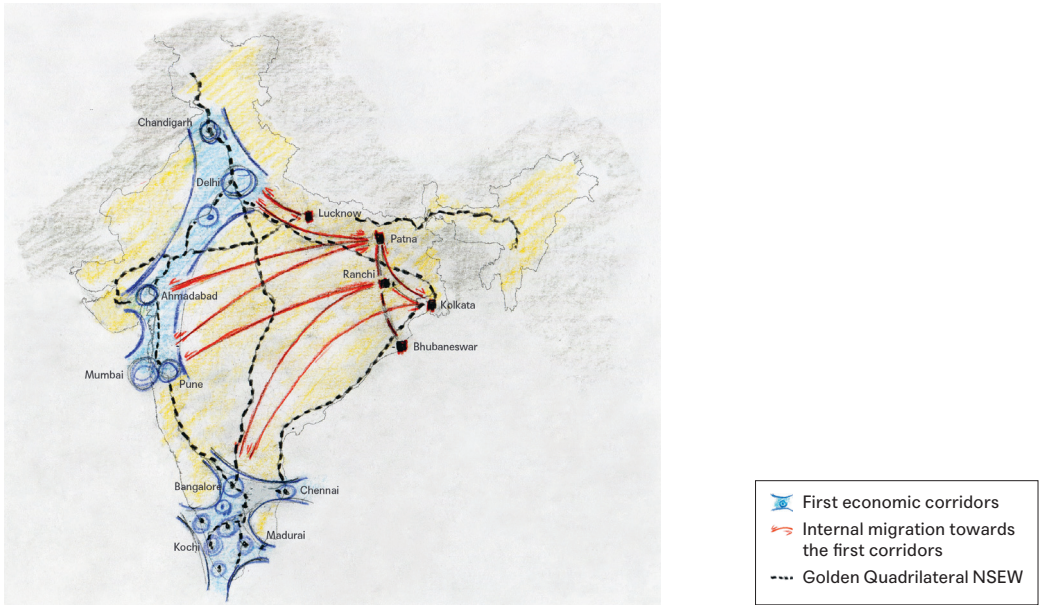 Chandigarh
Delhi
Lucknow
Patna
Ranchi
Ahmadabad
Kolkata
Bhubaneswar
Mumbai
Pune
Bangalore
Chennai
Madurai
Kochi
First economic corridors
Internal migration towards
the first corridors
Golden Quadrilateral NSEW